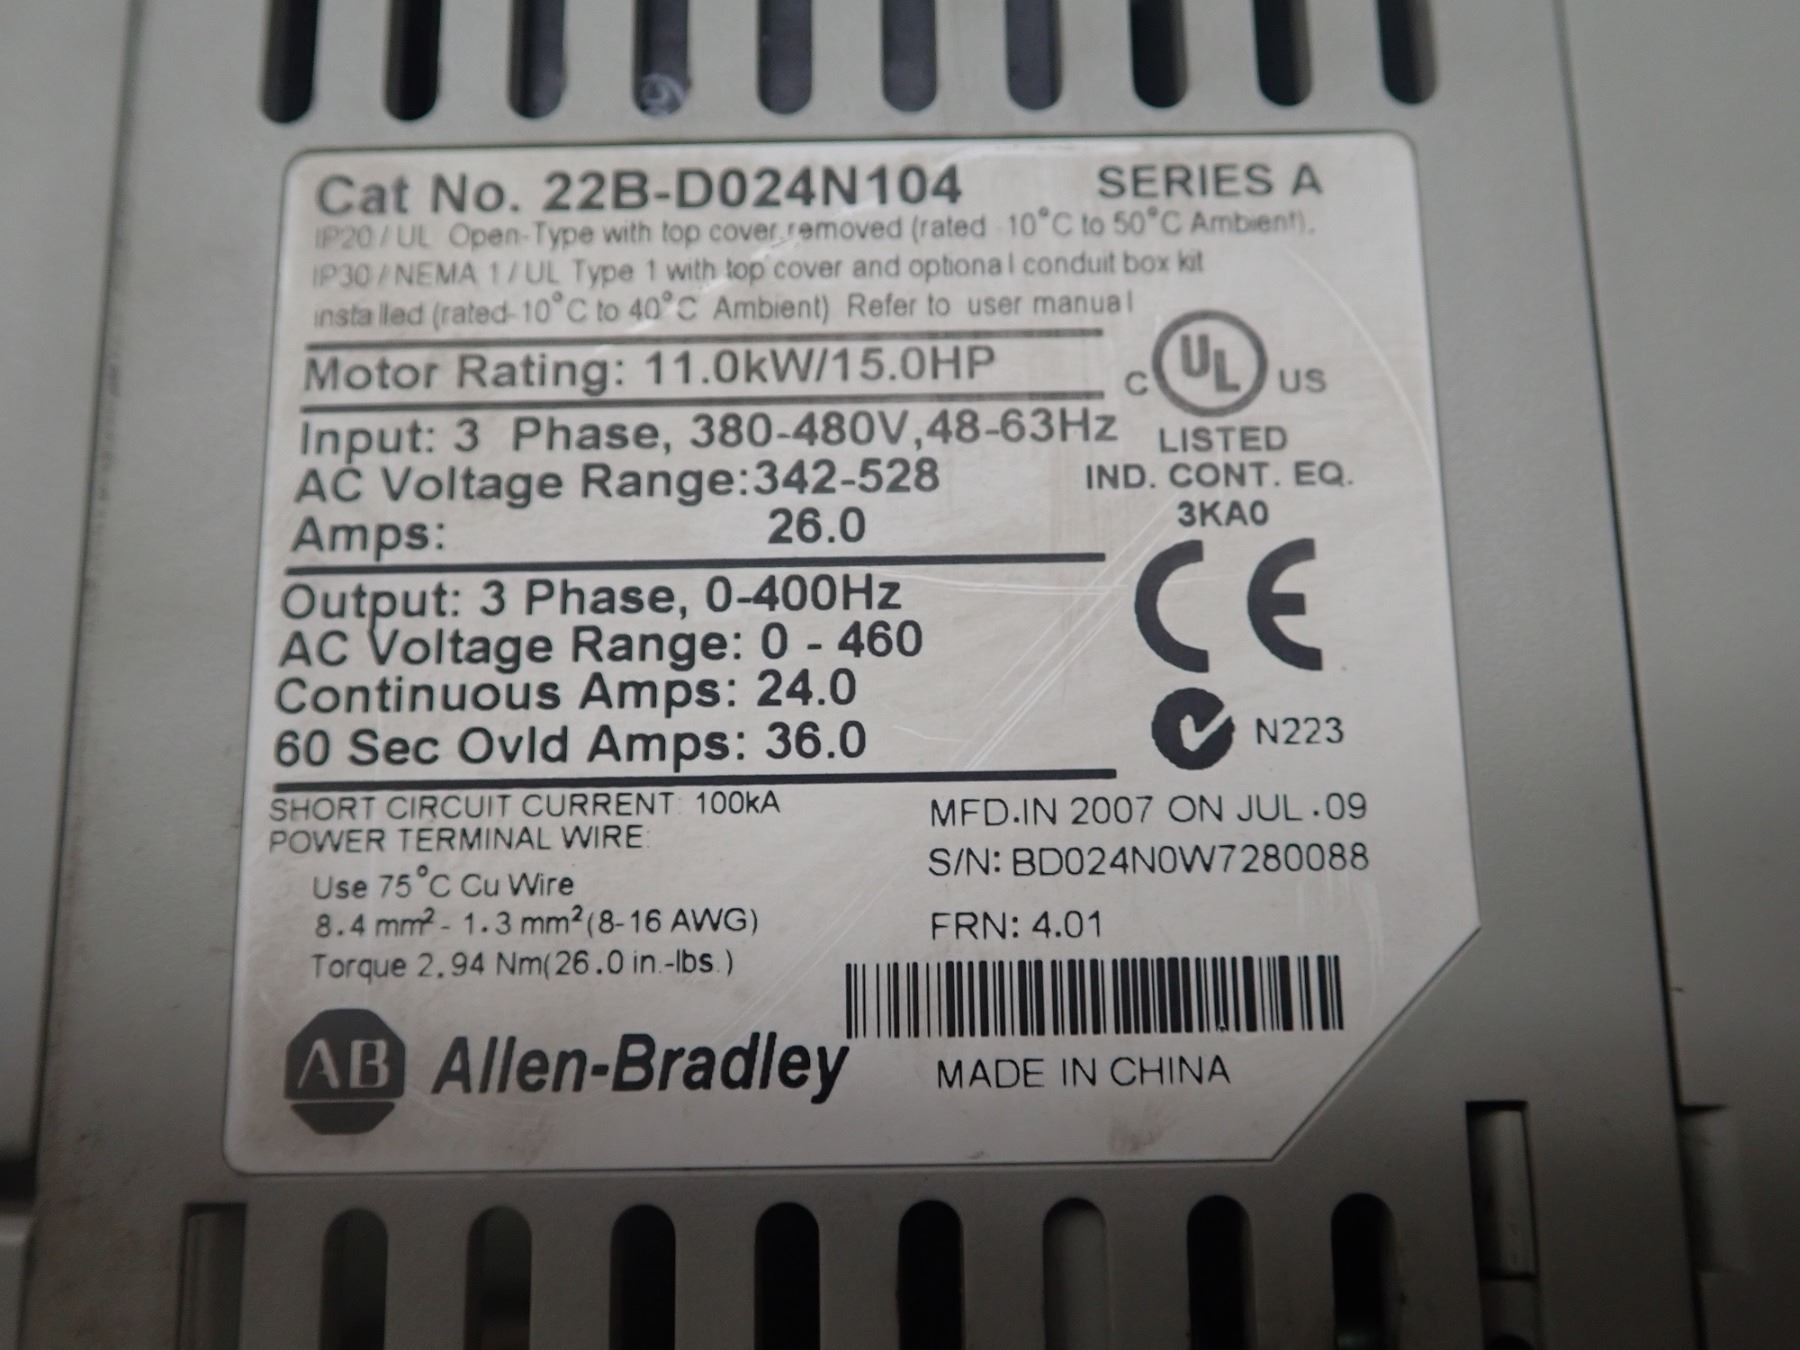 Cat No. 22B-D024N104 SERIES A
IP20 / UL Open-Type with top cover removed (rated -10°C to 50°C Ambient).
IP30 / NEMA 1 / UL Type 1 with top cover and optional conduit box kit
installed (rated-10°C to 40°C Ambient) Refer to user manual
Motor Rating: 11.0kW/15.0HP
C UL US
Input: 3 Phase, 380-480V,48-63Hz
LISTED
AC Voltage Range:342-528
IND. CONT. EQ.
Amps: 26.0
3KA0
CE
Output: 3 Phase, 0-400Hz
AC Voltage Range: 0 - 460
Continuous Amps: 24.0
60 Sec Ovld Amps: 36.0
N223
SHORT CIRCUIT CURRENT: 100kA
POWER TERMINAL WIRE:
Use 75°C Cu Wire
8.4 mm² - 1.3 mm² (8-16 AWG)
Torque 2.94 Nm(26.0 in.-lbs.)
MFD.IN 2007 ON JUL.09
S/N: BD024N0W7280088
FRN: 4.01
AB Allen-Bradley
MADE IN CHINA